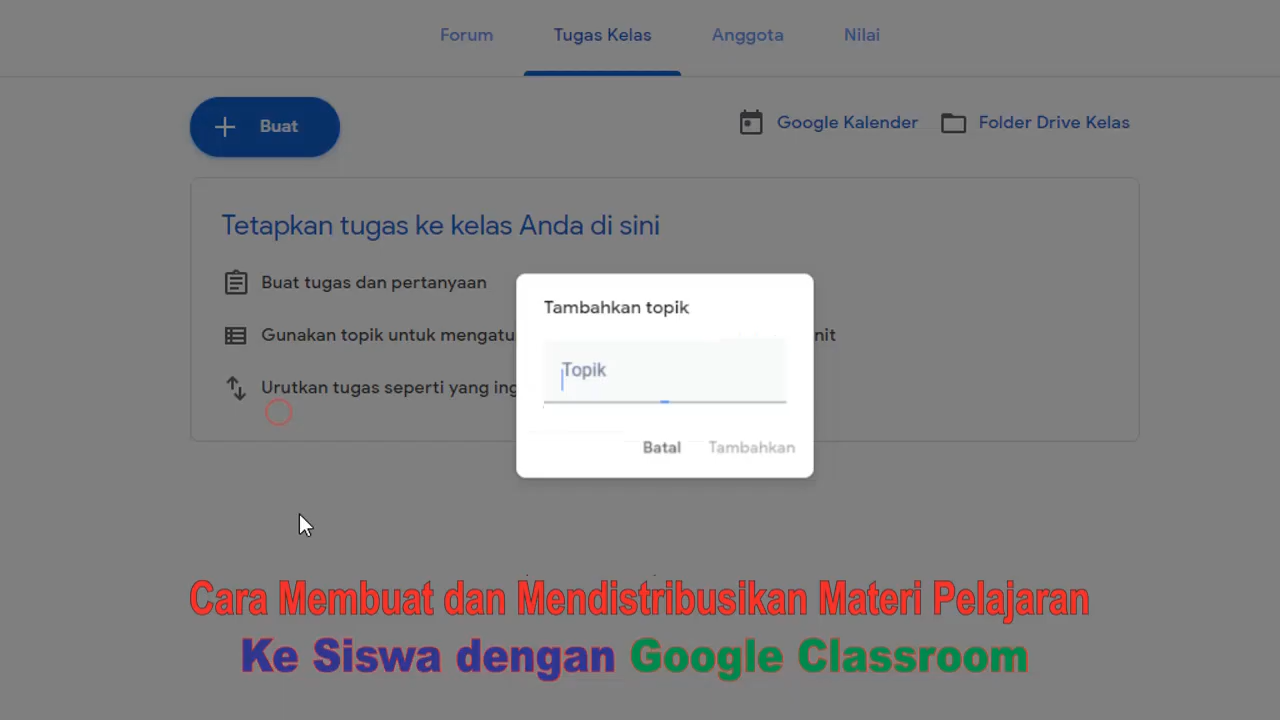 Forum Tugas Kelas Anggota Nilai
Buat Google Kalender Folder Drive Kelas
Tetapkan tugas ke kelas Anda di sini
Buat tugas dan pertanyaan
Gunakan topik untuk mengatu nit
Urutkan tugas seperti yang ing
Tambahkan topik
Topik
Batal Tambahkan
Cara Membuat dan Mendistribusikan Materi Pelajaran
Ke Siswa dengan Google Classroom